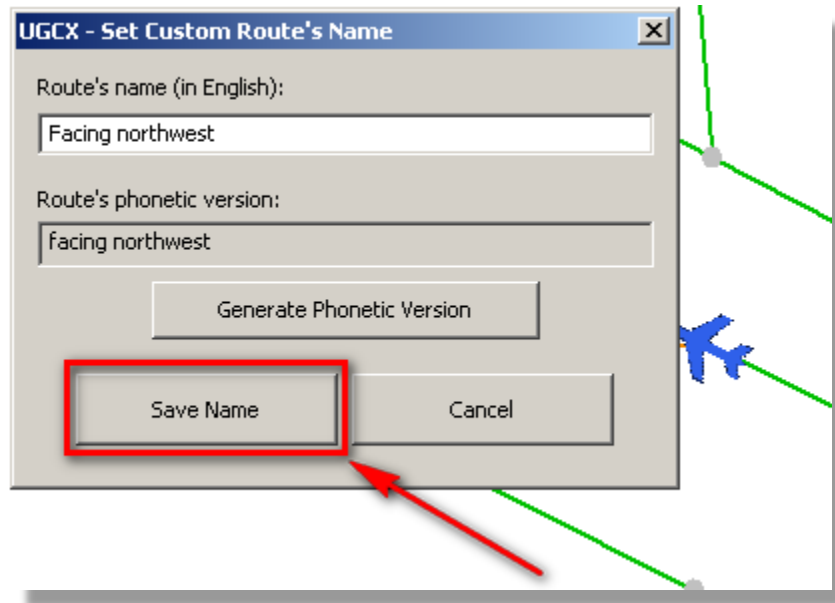 UGCX - Set Custom Route's Name
Route's name (in English):
Facing northwest
Route's phonetic version:
facing northwest
Generate Phonetic Version
Save Name
Cancel